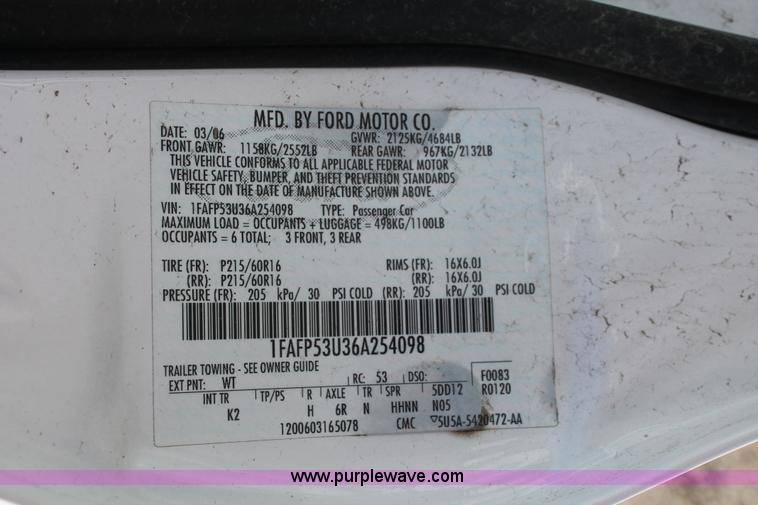 MFD. BY FORD MOTOR CO.
DATE: 03/06 GVWR: 2125KG/4684LB
FRONT GAWR: 1158KG/2552LB REAR GAWR: 967KG/2132LB
THIS VEHICLE CONFORMS TO ALL APPLICABLE FEDERAL MOTOR
VEHICLE SAFETY, BUMPER, AND THEFT PREVENTION STANDARDS
IN EFFECT ON THE DATE OF MANUFACTURE SHOWN ABOVE.
VIN: 1FAFP53U36A254098 TYPE: Passenger Car
MAXIMUM LOAD = OCCUPANTS + LUGGAGE = 498KG/1100LB
OCCUPANTS = 6 TOTAL; 3 FRONT, 3 REAR
TIRE (FR): P215/60R16 RIMS (FR): 16X6.0J
(RR): P215/60R16 (RR): 16X6.0J
PRESSURE (FR): 205 kPa/ 30 PSI COLD (RR): 205 kPa/ 30 PSI COLD
1FAFP53U36A254098
TRAILER TOWING - SEE OWNER GUIDE
EXT PNT: WT RC: 53 DSO: F0083
INT TR TP/PS R AXLE TR SPR 5DD12 R0120
K2 H 6R N HHNN N05
1200603165078 CMC 5U5A-5420472-AA
www.purplewave.com